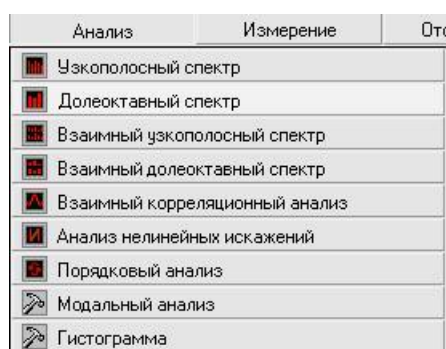 Анализ Измерение Ото
Узкополосный спектр
Долеоктавный спектр
Взаимный узкополосный спектр
Взаимный долеоктавный спектр
Взаимный корреляционный анализ
Анализ нелинейных искажений
Порядковый анализ
Модальный анализ
Гистограмма